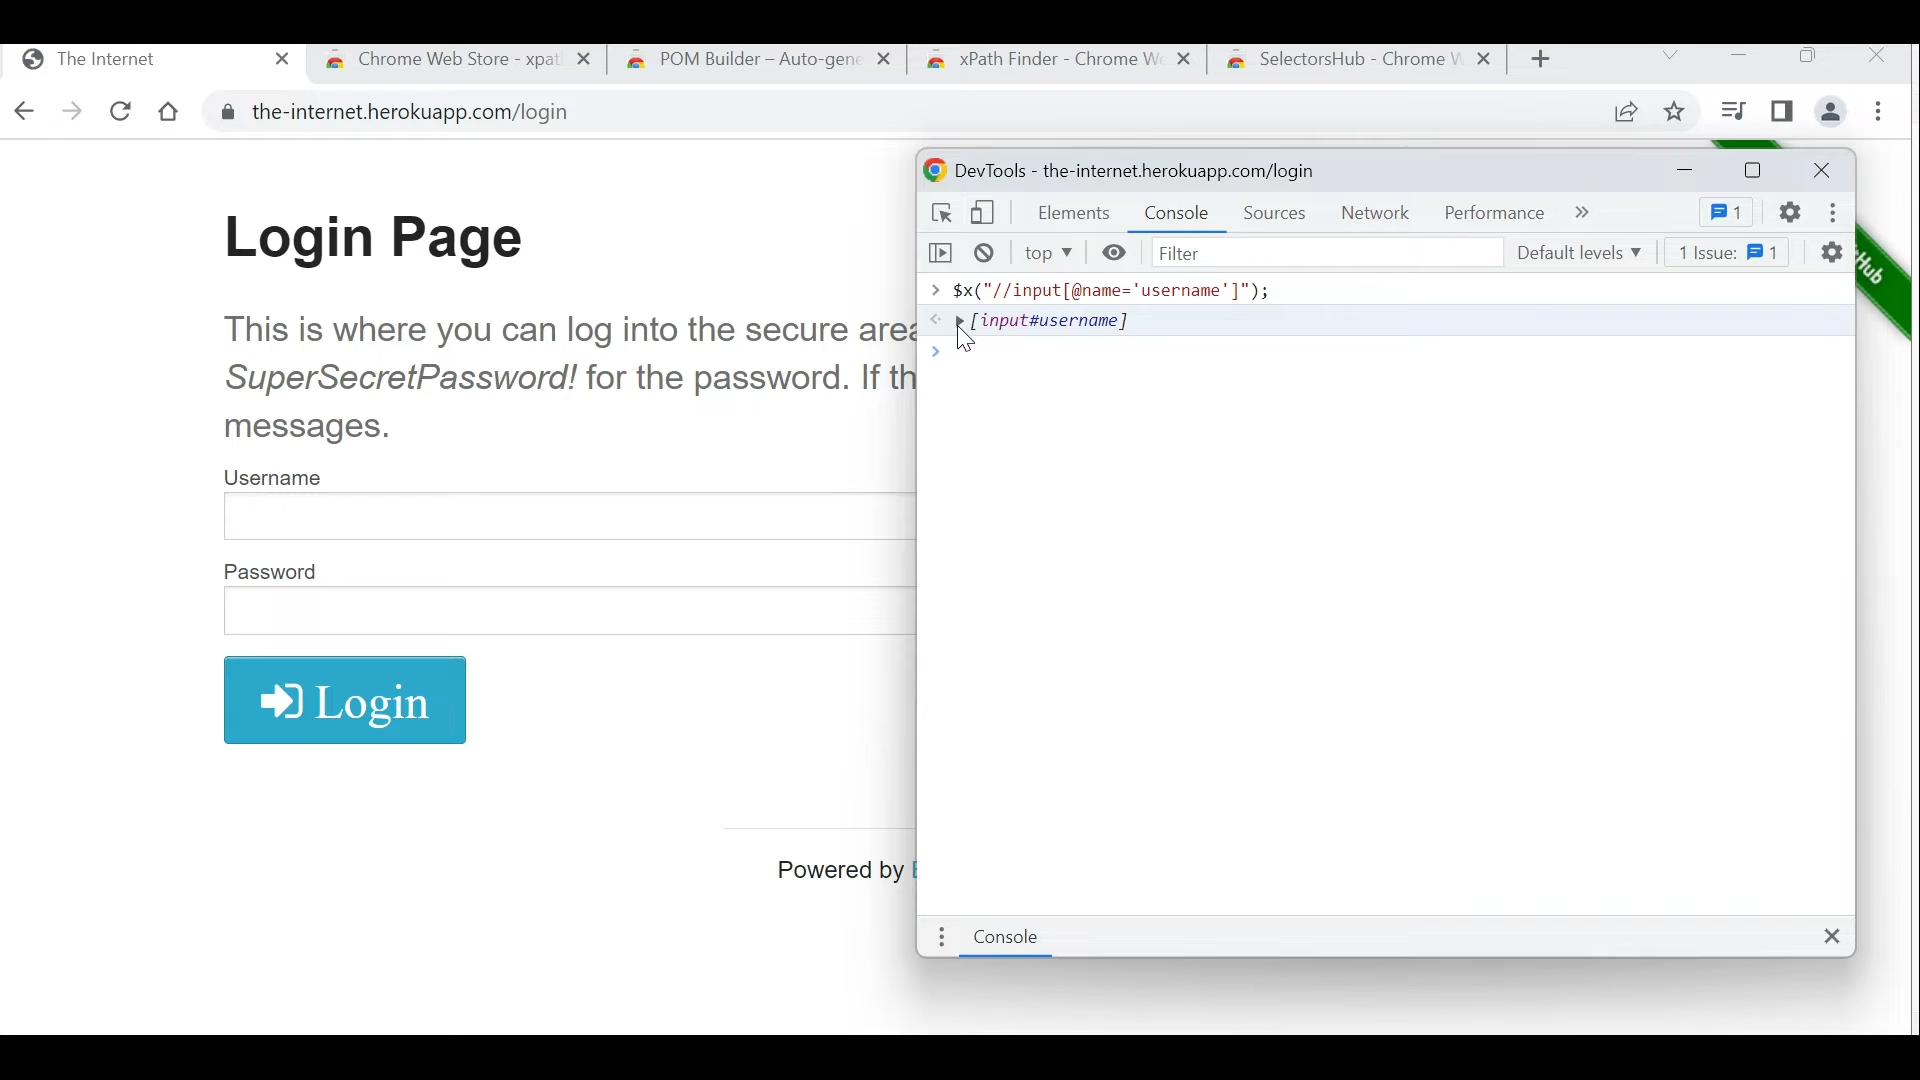 The Internet
Chrome Web Store - xpat
POM Builder – Auto-gene
xPath Finder - Chrome We
SelectorsHub - Chrome W
the-internet.herokuapp.com/login
Login Page
This is where you can log into the secure area
SuperSecretPassword! for the password. If th
messages.
Username
Password
Login
Powered by E
DevTools - the-internet.herokuapp.com/login
Elements
Console
Sources
Network
Performance
1
top
Filter
Default levels
1 Issue: 1
$x("//input[@name='username']");
[input#username]
Console
Hub